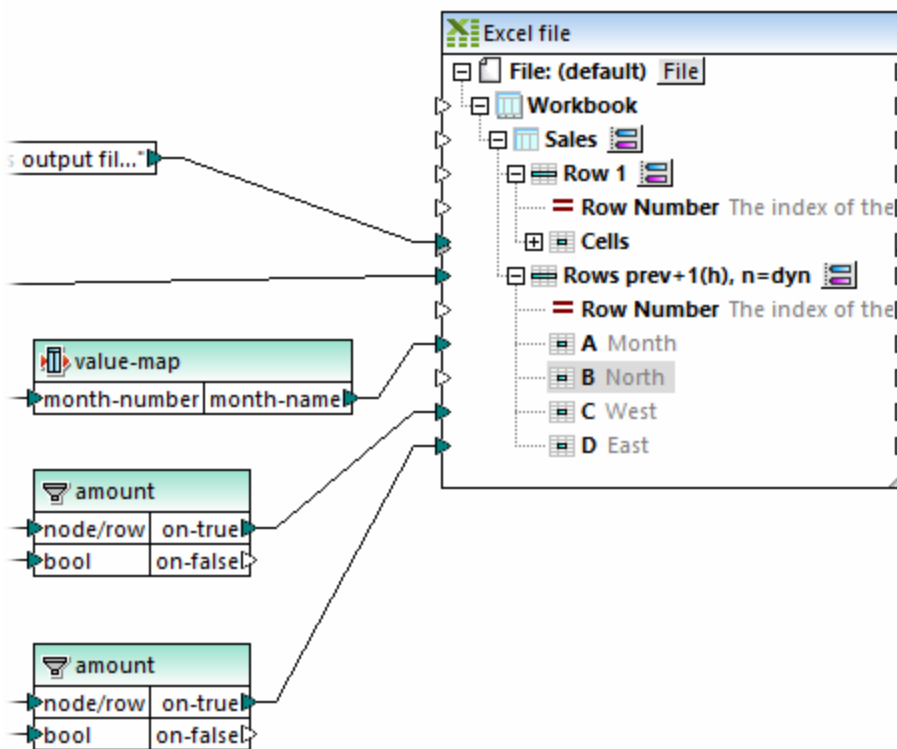 Excel file
File: (default) File
Workbook
Sales
Row 1
Row Number The index of the
Cells
Rows prev+1(h), n=dyn
Row Number The index of the
A Month
B North
C West
D East
s output fil..."
value-map
month-number month-name
amount
node/row on-true
bool on-false
amount
node/row on-true
bool on-false